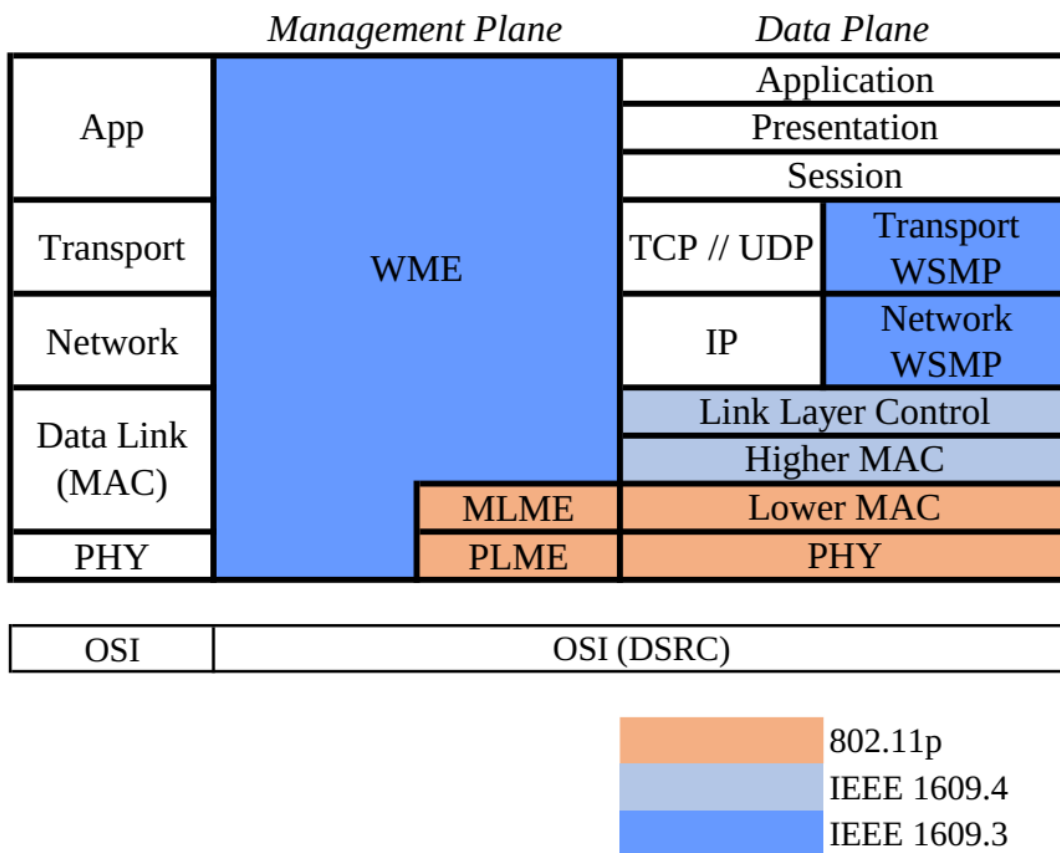 Management Plane
Data Plane
App
Application
Presentation
Session
Transport
WME
TCP // UDP
Transport
WSMP
Network
IP
Network
WSMP
Data Link
(MAC)
Link Layer Control
Higher MAC
MLME
Lower MAC
PHY
PLME
PHY
OSI
OSI (DSRC)
802.11p
IEEE 1609.4
IEEE 1609.3